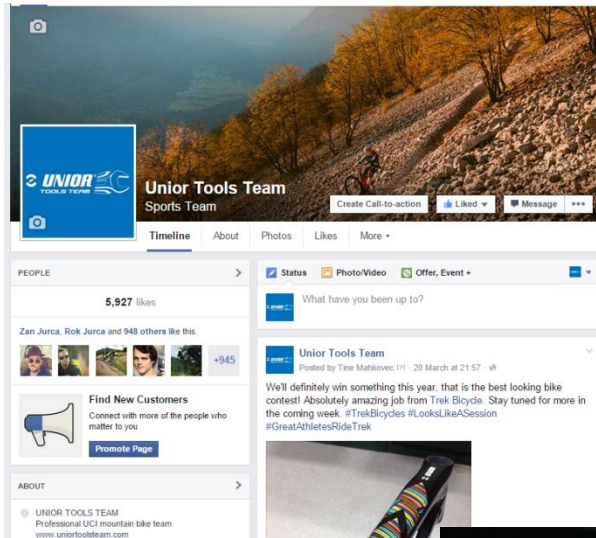 UNIOR
TOOLS TEAM
Unior Tools Team
Sports Team
Create Call-to-action
Liked
Message
Timeline
About
Photos
Likes
More
PEOPLE
5,927 likes
Zan Jurca, Rok Jurca and 948 others like this.
+945
Find New Customers
Connect with more of the people who
matter to you
Promote Page
ABOUT
UNIOR TOOLS TEAM
Professional UCI mountain bike team
www.uniortoolsteam.com
Status
Photo/Video
Offer, Event +
What have you been up to?
Unior Tools Team
Posted by Tine Mahkovec [?] · 20 March at 21:57 ·
We'll definitely win something this year, that is the best looking bike
contest! Absolutely amazing job from Trek Bicycle. Stay tuned for more in
the coming week. #TrekBicycles #LooksLikeASession
#GreatAthletesRideTrek